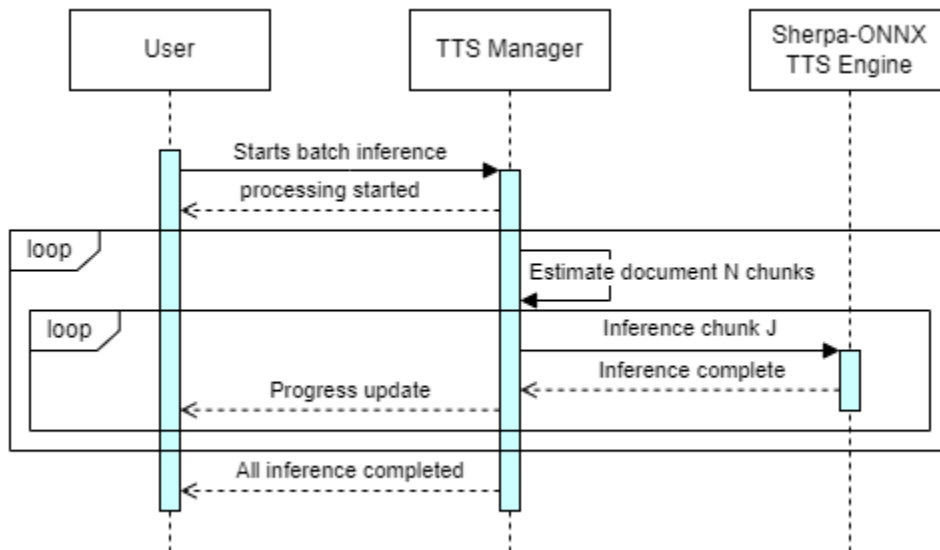 User
TTS Manager
Sherpa-ONNX
TTS Engine
Starts batch inference
processing started
loop
Estimate document N chunks
loop
Inference chunk J
Inference complete
Progress update
All inference completed